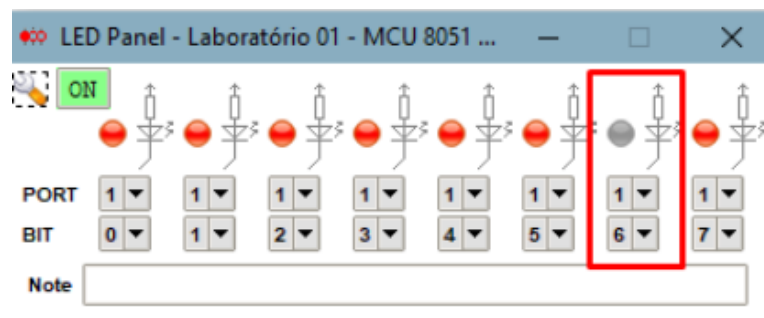 LED Panel - Laboratório 01 - MCU 8051 ...
ON
PORT 1 1 1 1 1 1 1 1
BIT 0 1 2 3 4 5 6 7
Note